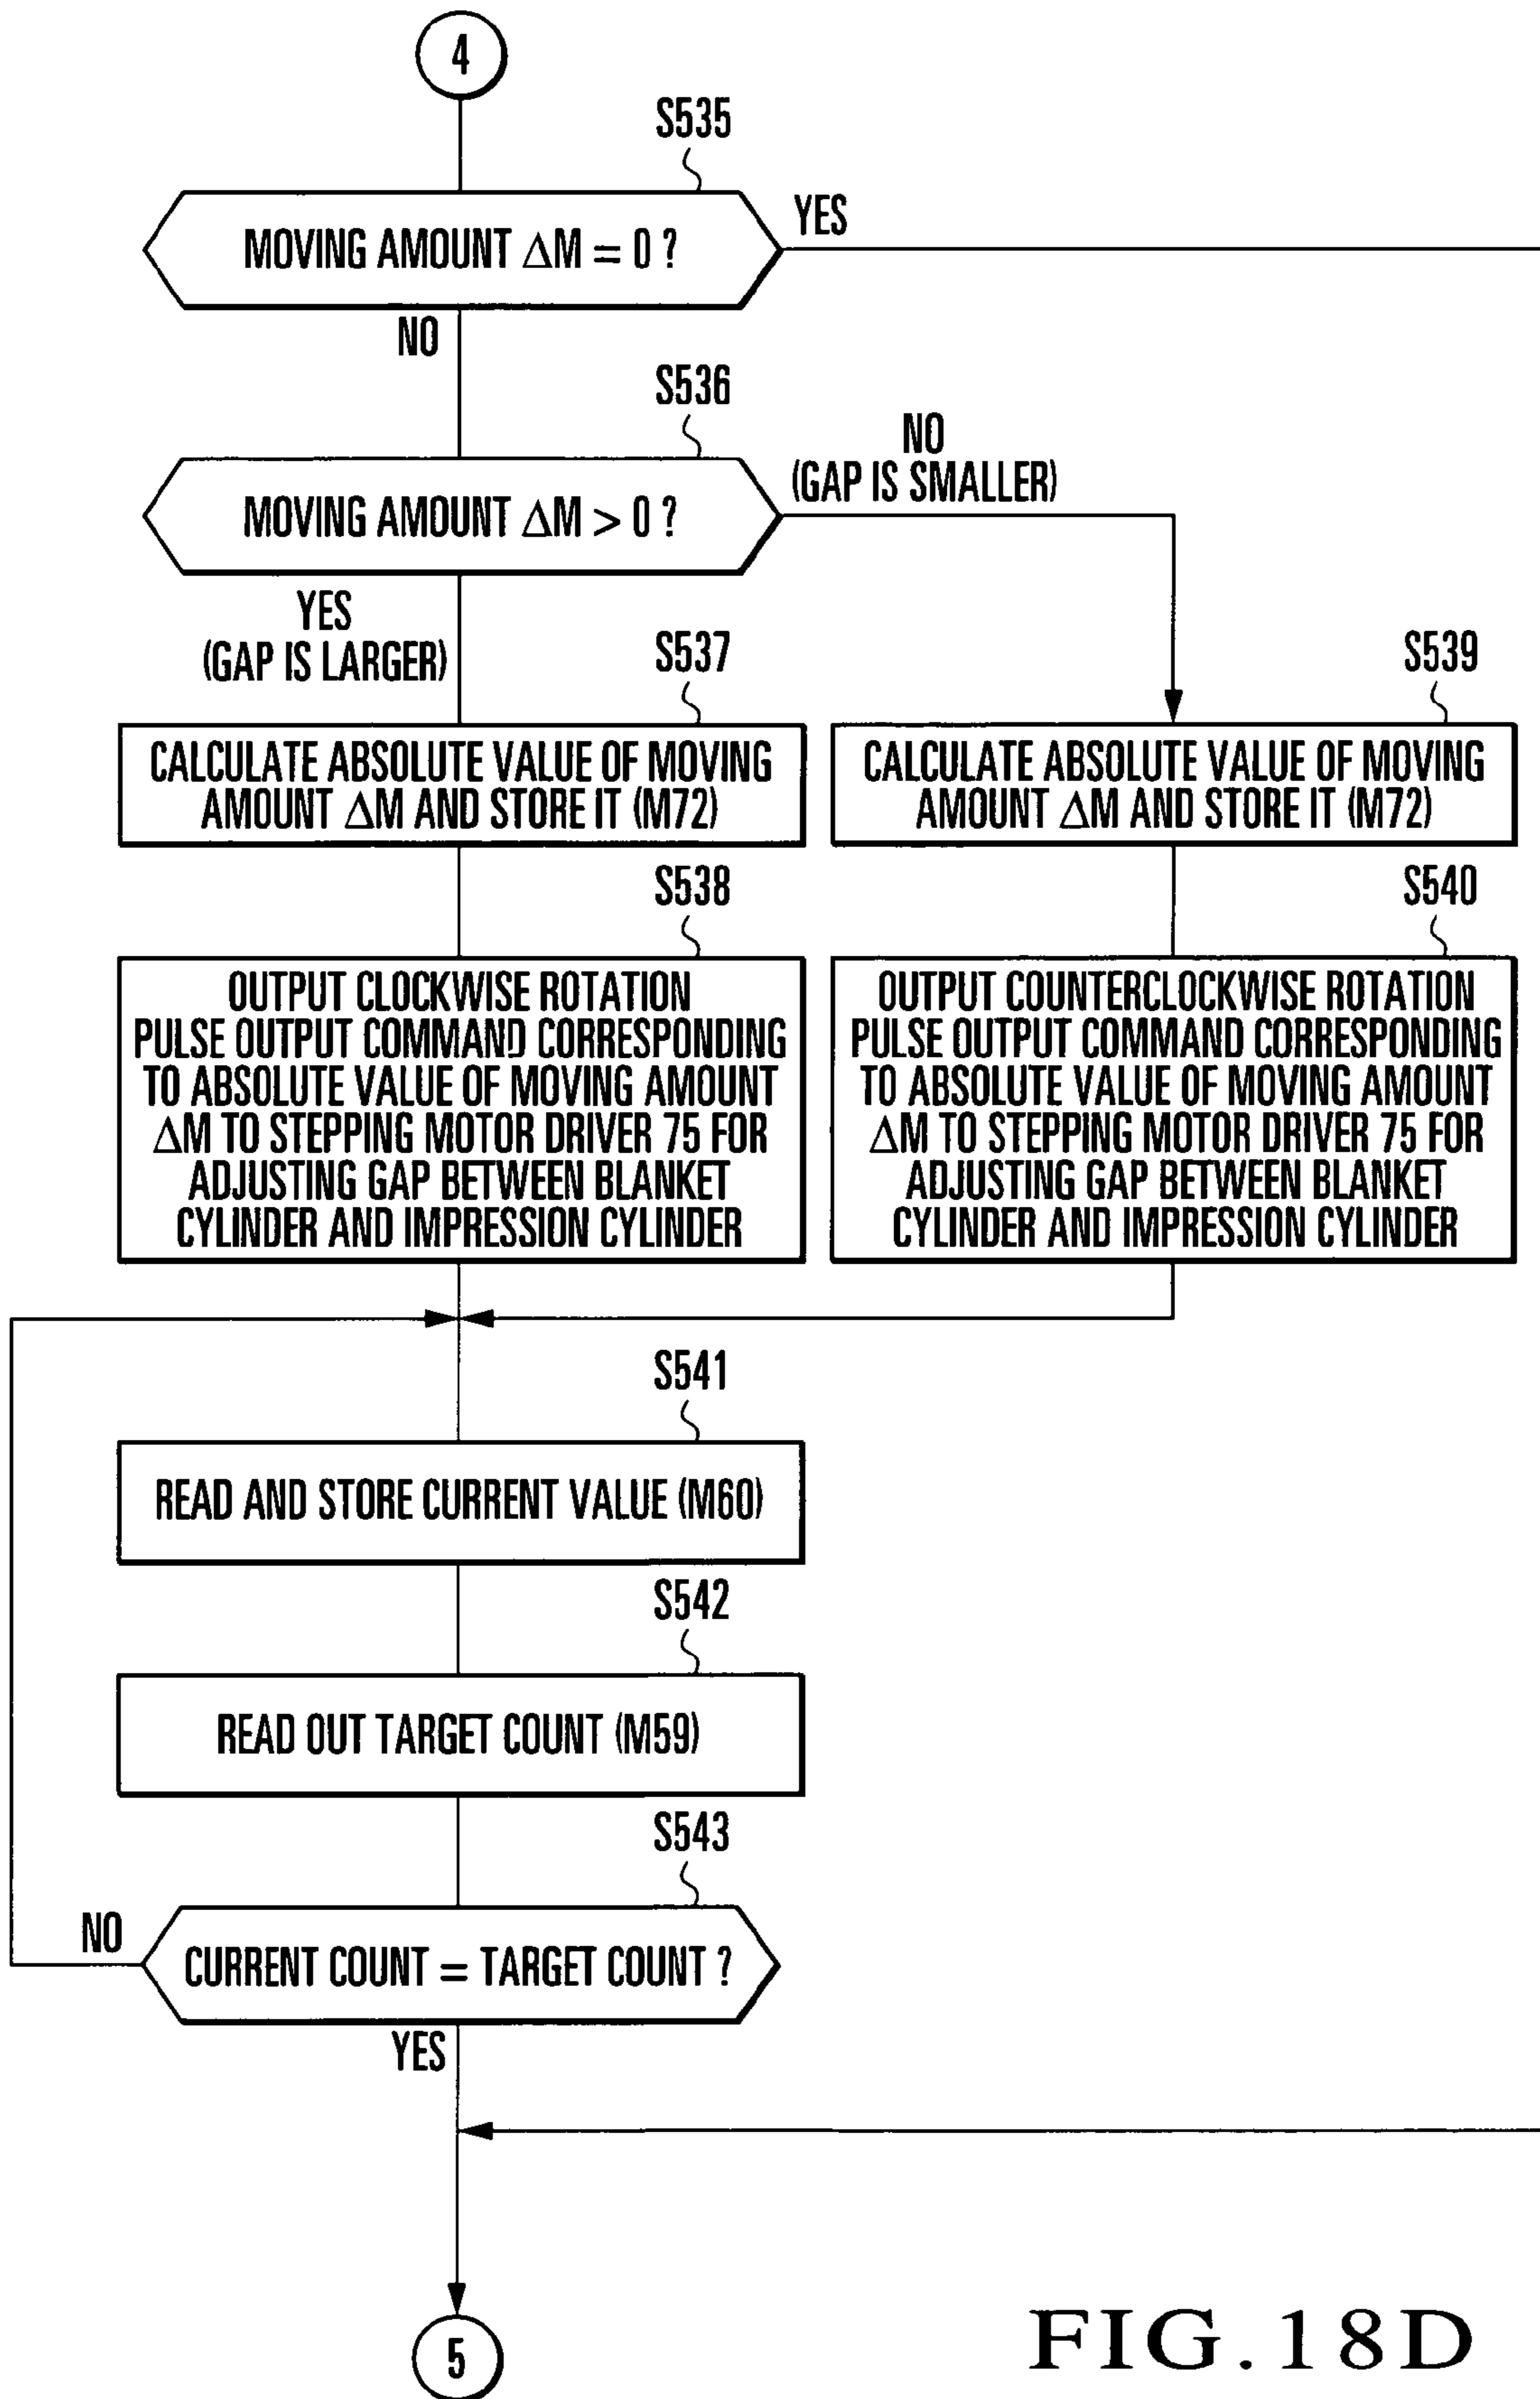 4
S535
MOVING AMOUNT ΔM = 0 ?
YES
NO
S536
MOVING AMOUNT ΔM > 0 ?
NO
(GAP IS SMALLER)
YES
(GAP IS LARGER)
S537
CALCULATE ABSOLUTE VALUE OF MOVING
AMOUNT ΔM AND STORE IT (M72)
S539
CALCULATE ABSOLUTE VALUE OF MOVING
AMOUNT ΔM AND STORE IT (M72)
S538
OUTPUT CLOCKWISE ROTATION
PULSE OUTPUT COMMAND CORRESPONDING
TO ABSOLUTE VALUE OF MOVING AMOUNT
ΔM TO STEPPING MOTOR DRIVER 75 FOR
ADJUSTING GAP BETWEEN BLANKET
CYLINDER AND IMPRESSION CYLINDER
S540
OUTPUT COUNTERCLOCKWISE ROTATION
PULSE OUTPUT COMMAND CORRESPONDING
TO ABSOLUTE VALUE OF MOVING AMOUNT
ΔM TO STEPPING MOTOR DRIVER 75 FOR
ADJUSTING GAP BETWEEN BLANKET
CYLINDER AND IMPRESSION CYLINDER
S541
READ AND STORE CURRENT VALUE (M60)
S542
READ OUT TARGET COUNT (M59)
S543
CURRENT COUNT = TARGET COUNT ?
NO
YES
5
FIG.18D